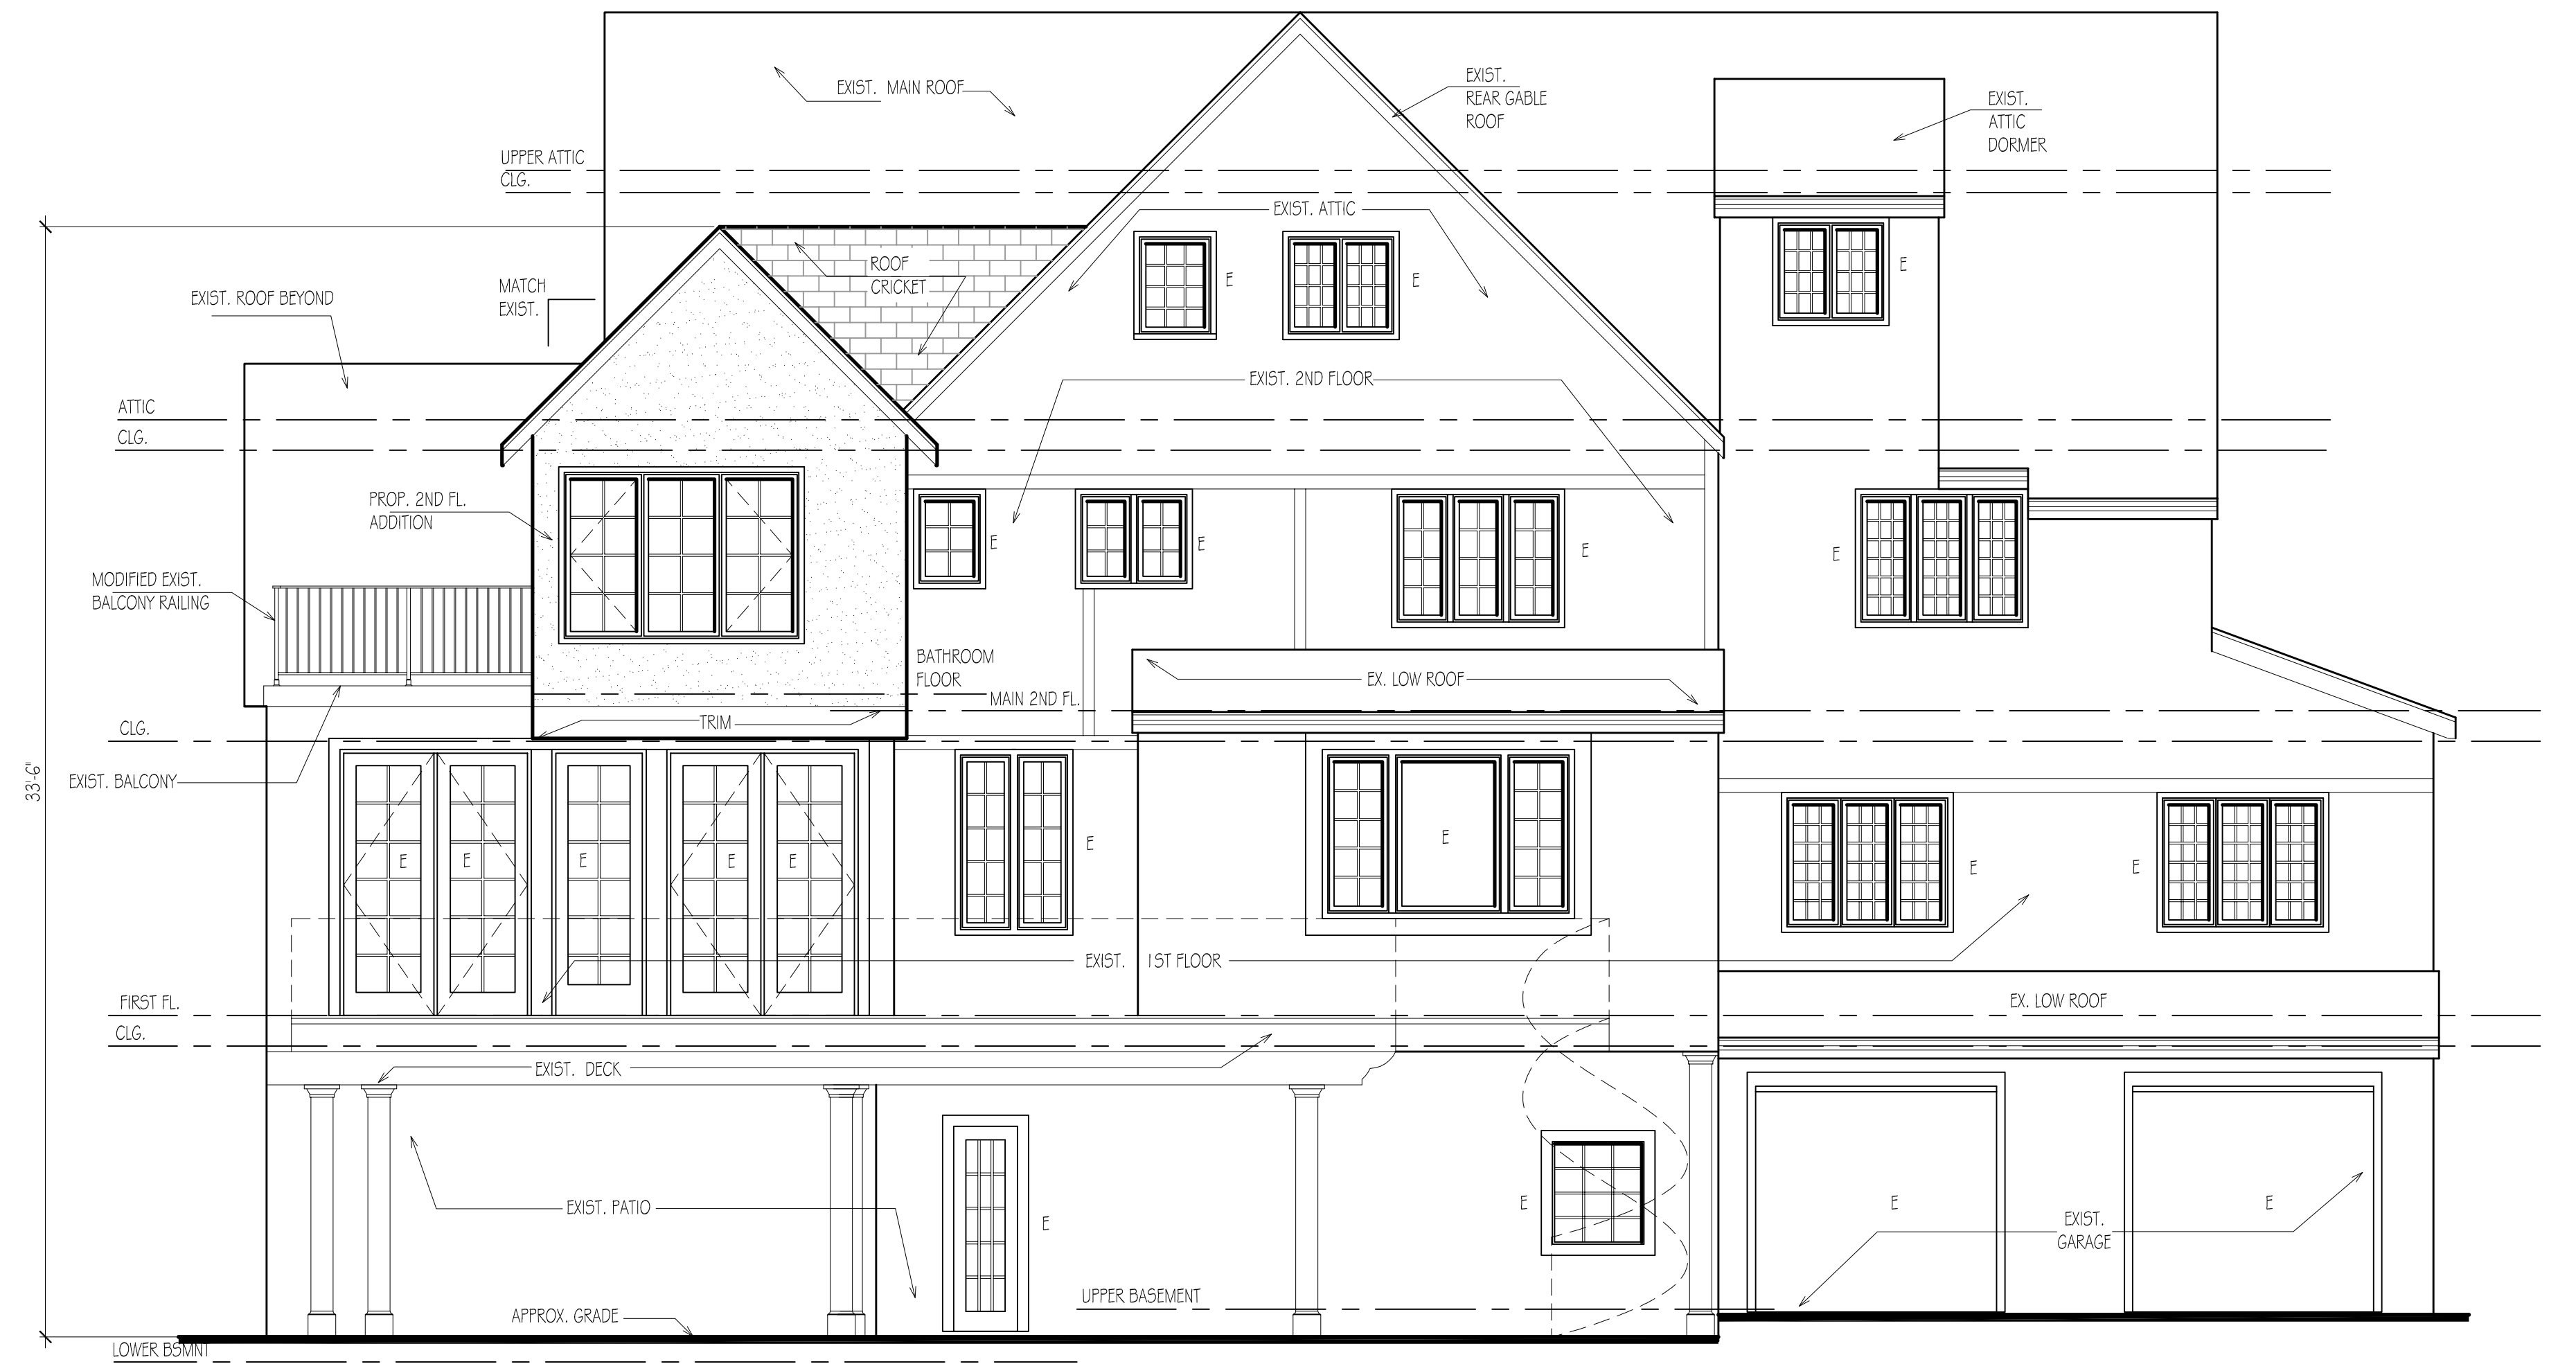 EXIST. MAIN ROOF
EXIST.
REAR GABLE
ROOF
EXIST.
ATTIC
DORMER
UPPER ATTIC
CLG.
EXIST. ATTIC
ROOF
CRICKET
E
E
E
MATCH
EXIST.
EXIST. ROOF BEYOND
EXIST. 2ND FLOOR
ATTIC
CLG.
PROP. 2ND FL.
ADDITION
E
E
E
E
MODIFIED EXIST.
BALCONY RAILING
BATHROOM
FLOOR
MAIN 2ND FL.
EX. LOW ROOF
TRIM
CLG.
EXIST. BALCONY
33'-6"
E
E
E
E
E
E
E
E
E
EXIST. 1ST FLOOR
FIRST FL.
CLG.
EX. LOW ROOF
EXIST. DECK
EXIST. PATIO
E
E
E
E
EXIST.
GARAGE
UPPER BASEMENT
APPROX. GRADE
LOWER BSMNT